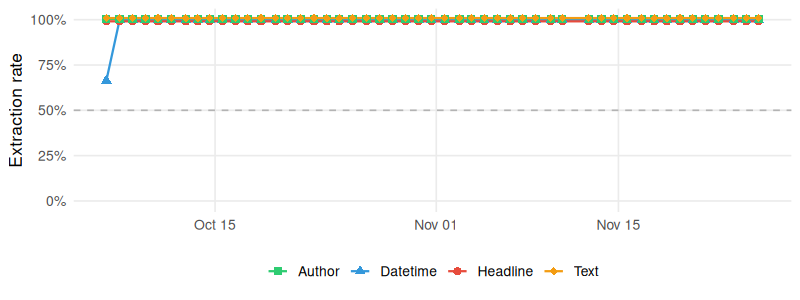 Extraction rate
100%
75%
50%
25%
0%
Oct 15 Nov 01 Nov 15
Author Datetime Headline Text